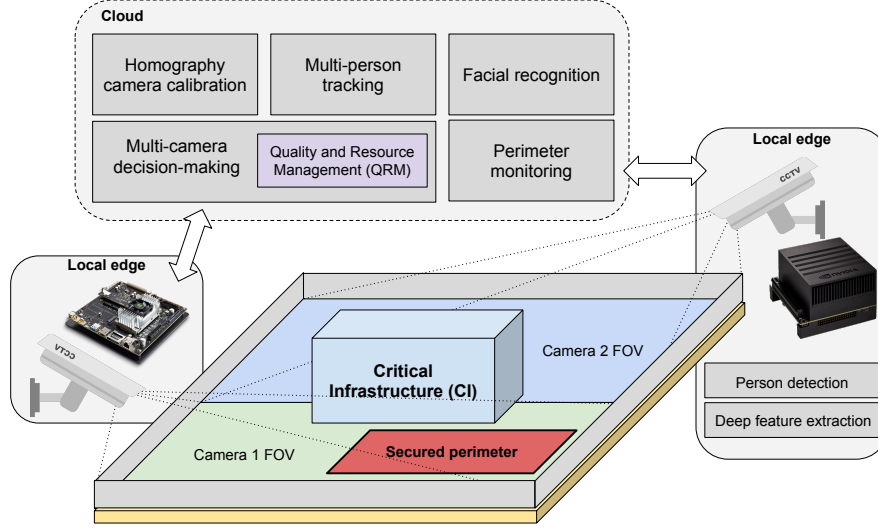 Cloud
Homography
camera calibration
Multi-person
tracking
Facial recognition
Multi-camera
decision-making
Quality and Resource
Management (QRM)
Perimeter
monitoring
Local edge
CCTV
Local edge
CCTV
NVIDIA
Critical
Infrastructure (CI)
Camera 2 FOV
Person detection
Deep feature extraction
Camera 1 FOV
Secured perimeter